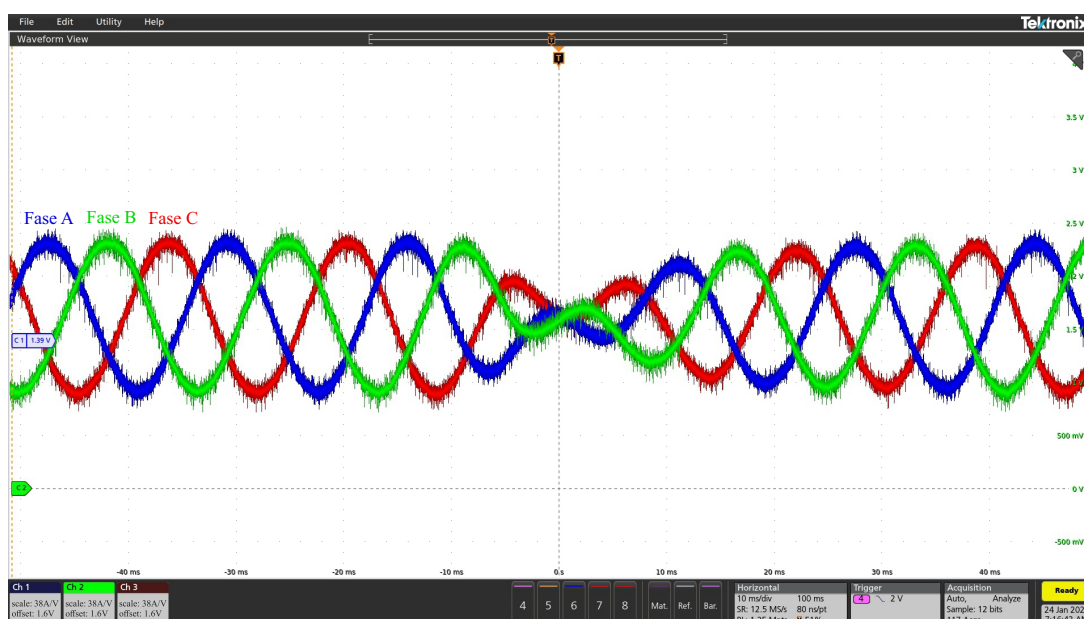 File Edit Utility Help
Tektronix
Waveform View
T
T
3.5 V
3 V
2.5 V
2 V
1.5 V
500 mV
0 V
-500 mV
Fase A Fase B Fase C
C 1 1.39 V
C 2
-40 ms -30 ms -20 ms -10 ms 0 s 10 ms 20 ms 30 ms 40 ms
Ch 1 Ch 2 Ch 3
scale: 38A/V scale: 38A/V scale: 38A/V
offset: 1.6V offset: 1.6V offset: 1.6V
4 5 6 7 8 Mat. Ref. Bar.
Horizontal
10 ms/div 100 ms
SR: 12.5 MS/s 80 ns/pt
Trigger
4 2 V
Acquisition
Auto, Analyze
Sample: 12 bits
Ready
24 Jan 202